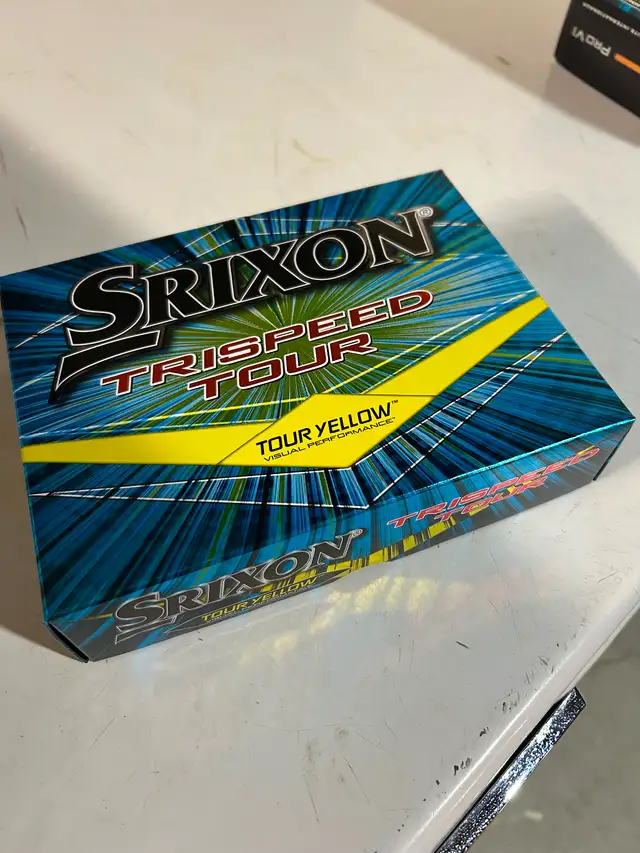 SRIXON®
TRISPEED
TOUR
TOUR YELLOW™
VISUAL PERFORMANCE™
SRIXON®
TOUR YELLOW
TRISPEED
TOUR
PRO V1